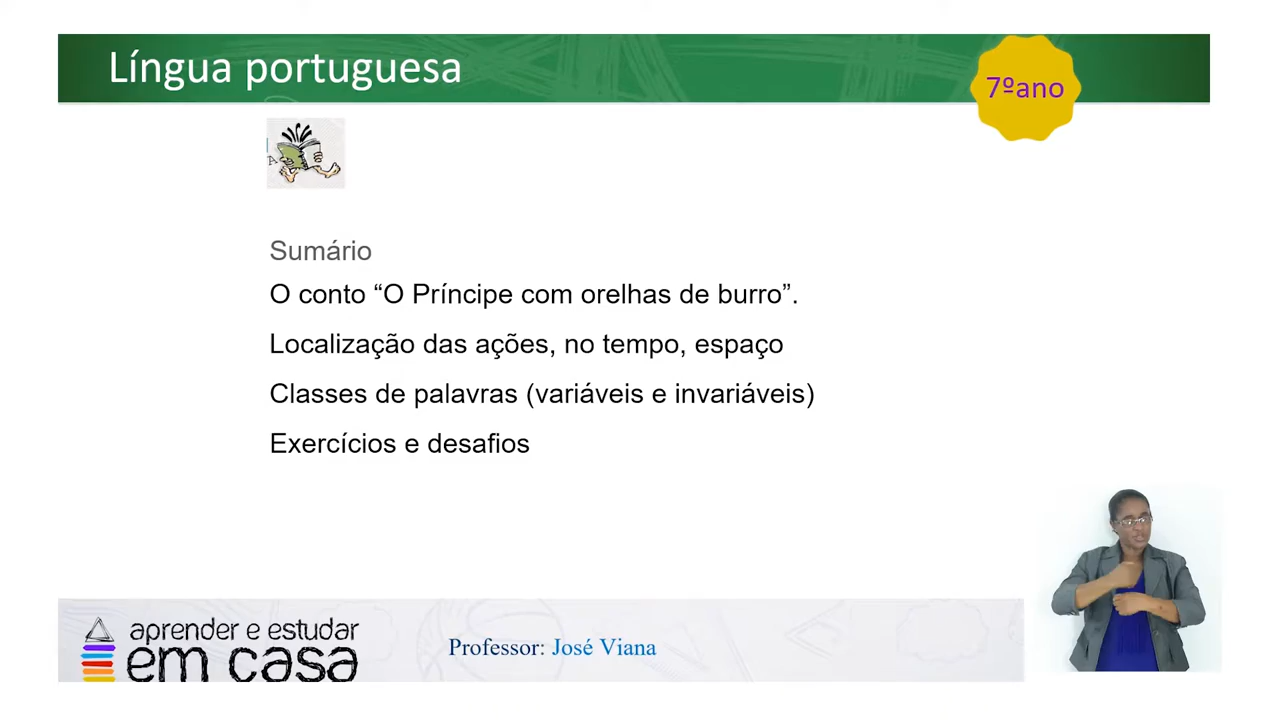 Língua portuguesa
7ºano
A
Sumário
O conto “O Príncipe com orelhas de burro”.
Localização das ações, no tempo, espaço
Classes de palavras (variáveis e invariáveis)
Exercícios e desafios
aprender e estudar
em casa
Professor: José Viana